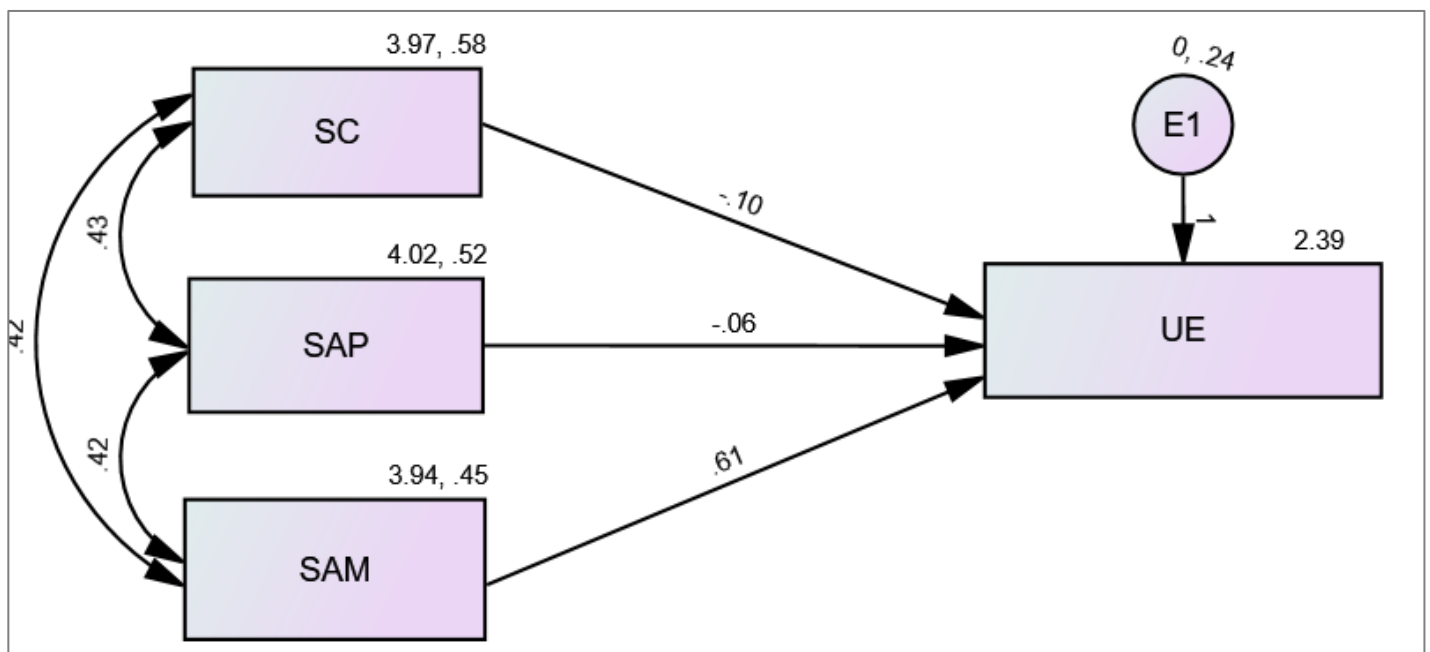 3.97, .58
0, .24
SC
E1
-.10
1
.43
4.02, .52
2.39
.42
SAP
-.06
UE
.42
3.94, .45
.61
SAM